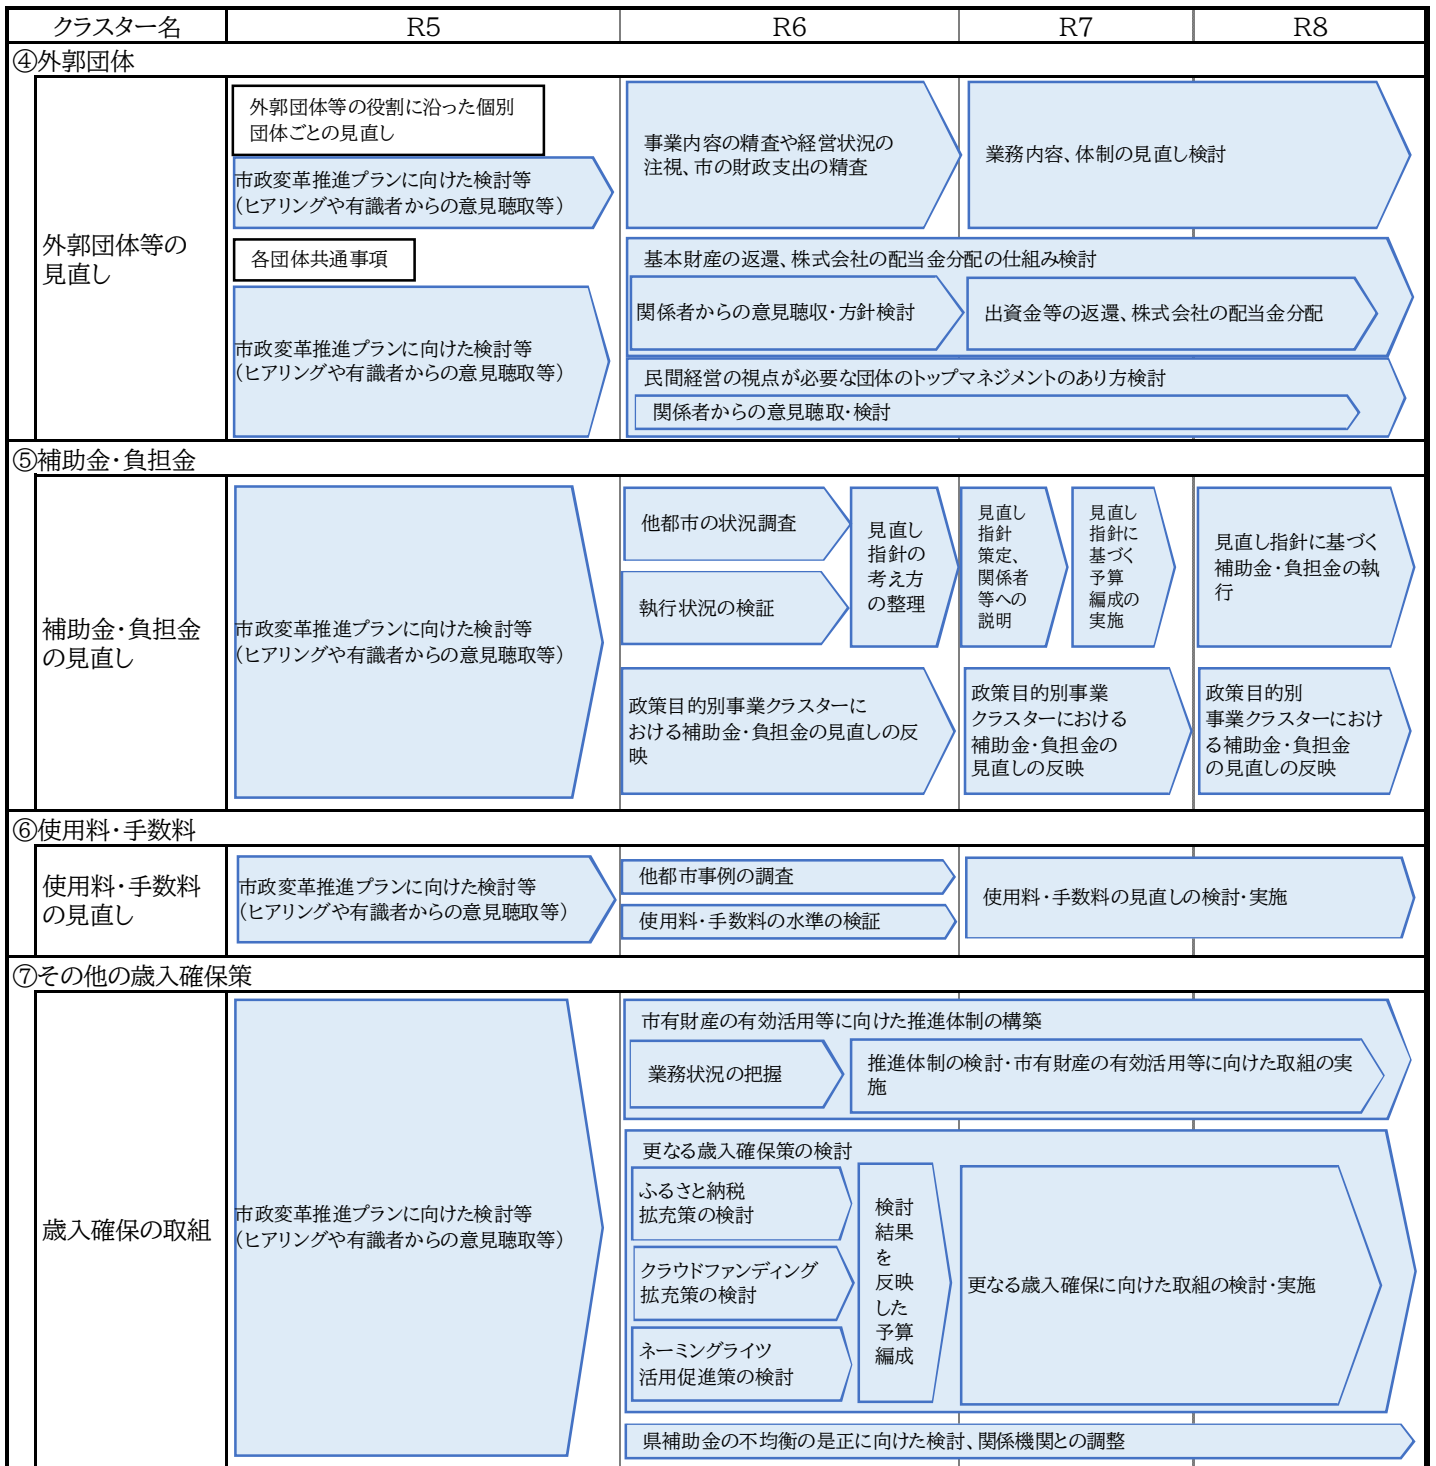 クラスター名
R5
R6
R7
R8
④外郭団体
外郭団体等の
見直し
外郭団体等の役割に沿った個別
団体ごとの見直し
市政変革推進プランに向けた検討等
（ヒアリングや有識者からの意見聴取等）
事業内容の精査や経営状況の
注視、市の財政支出の精査
業務内容、体制の見直し検討
各団体共通事項
市政変革推進プランに向けた検討等
（ヒアリングや有識者からの意見聴取等）
基本財産の返還、株式会社の配当金分配の仕組み検討
関係者からの意見聴収・方針検討
出資金等の返還、株式会社の配当金分配
民間経営の視点が必要な団体のトップマネジメントのあり方検討
関係者からの意見聴取・検討
⑤補助金・負担金
補助金・負担金
の見直し
市政変革推進プランに向けた検討等
（ヒアリングや有識者からの意見聴取等）
他都市の状況調査
執行状況の検証
見直し
指針の
考え方
の整理
見直し
指針
策定、
関係者
等への
説明
見直し
指針に
基づく
予算
編成の
実施
見直し指針に基づく
補助金・負担金の執
行
政策目的別事業クラスターに
おける補助金・負担金の見直しの反
映
政策目的別事業
クラスターにおける
補助金・負担金の
見直しの反映
政策目的別
事業クラスターにおけ
る補助金・負担金
の見直しの反映
⑥使用料・手数料
使用料・手数料
の見直し
市政変革推進プランに向けた検討等
（ヒアリングや有識者からの意見聴取等）
他都市事例の調査
使用料・手数料の水準の検証
使用料・手数料の見直しの検討・実施
⑦その他の歳入確保策
歳入確保の取組
市政変革推進プランに向けた検討等
（ヒアリングや有識者からの意見聴取等）
市有財産の有効活用等に向けた推進体制の構築
業務状況の把握
推進体制の検討・市有財産の有効活用等に向けた取組の実
施
更なる歳入確保策の検討
ふるさと納税
拡充策の検討
クラウドファンディング
拡充策の検討
ネーミングライツ
活用促進策の検討
検討
結果
を
反映
した
予算
編成
更なる歳入確保に向けた取組の検討・実施
県補助金の不均衡の是正に向けた検討、関係機関との調整